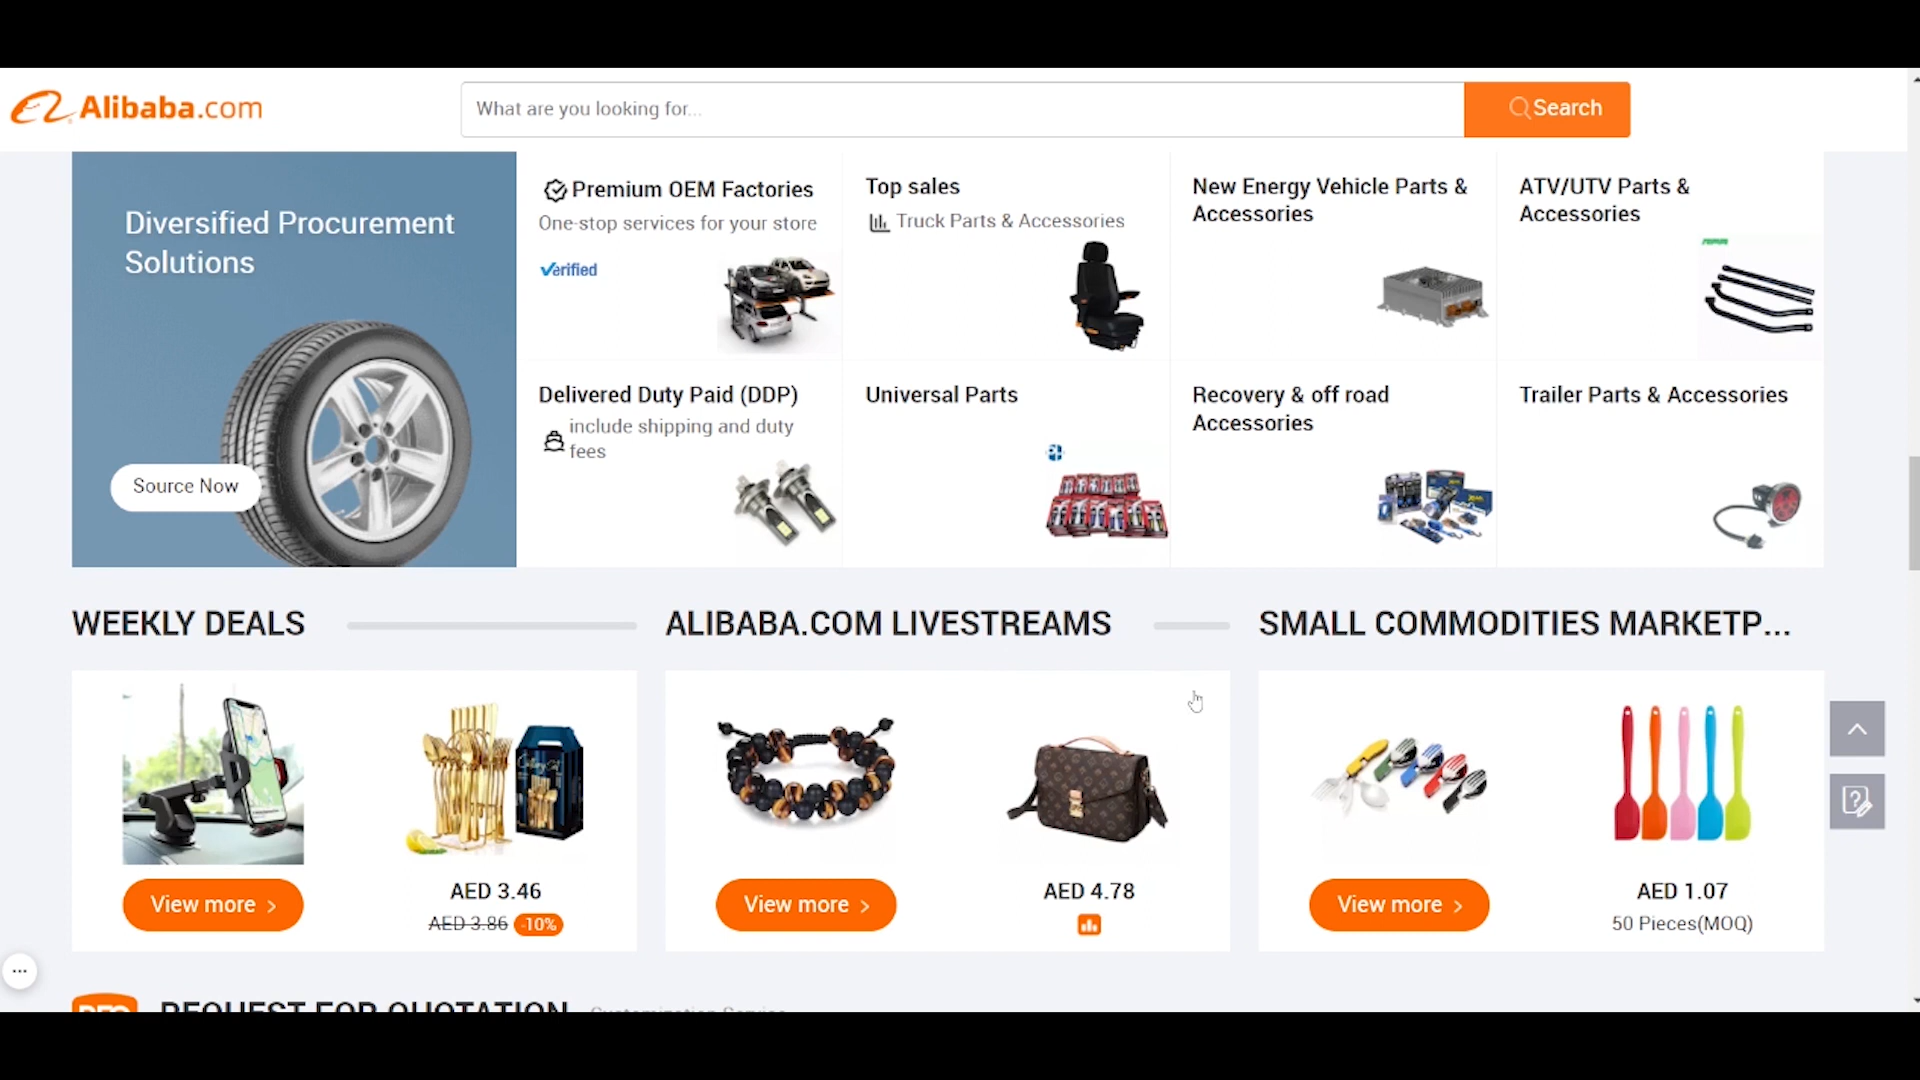 Alibaba.com
What are you looking for...
Search
Diversified Procurement
Solutions
Source Now
Premium OEM Factories
One-stop services for your store
Verified
Top sales
Truck Parts & Accessories
New Energy Vehicle Parts &
Accessories
ATV/UTV Parts &
Accessories
Delivered Duty Paid (DDP)
include shipping and duty
fees
Universal Parts
Recovery & off road
Accessories
Trailer Parts & Accessories
WEEKLY DEALS
ALIBABA.COM LIVESTREAMS
SMALL COMMODITIES MARKETP...
View more >
AED 3.46
AED 3.86 -10%
View more >
AED 4.78
View more >
AED 1.07
50 Pieces(MOQ)
RFQ
REQUEST FOR QUOTATION
Customization Service